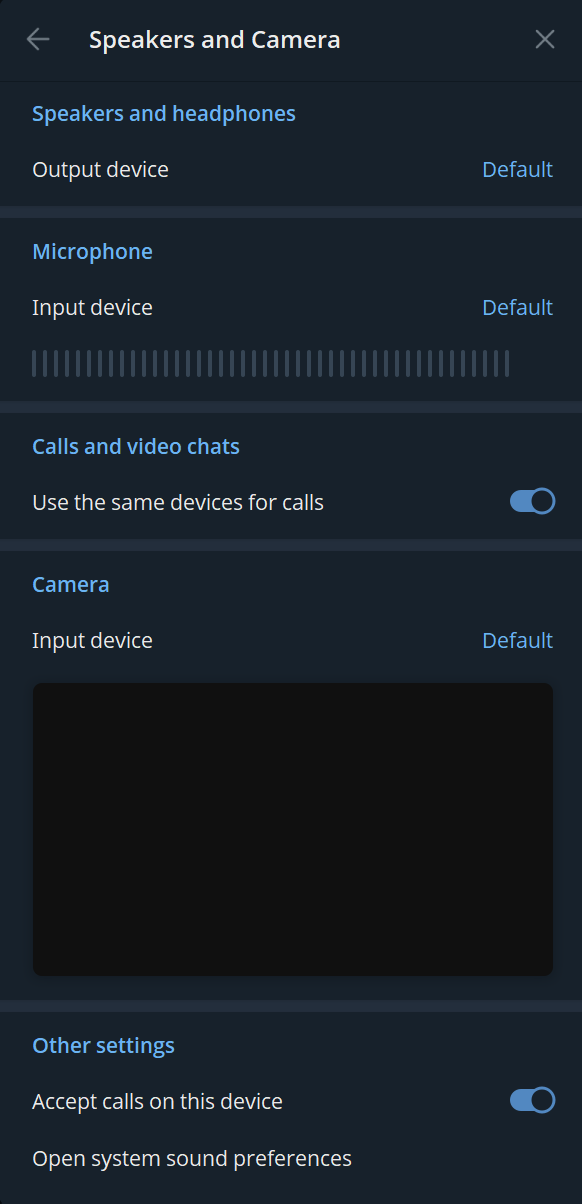 Speakers and Camera
Speakers and headphones
Output device Default
Microphone
Input device Default
Calls and video chats
Use the same devices for calls
Camera
Input device Default
Other settings
Accept calls on this device
Open system sound preferences